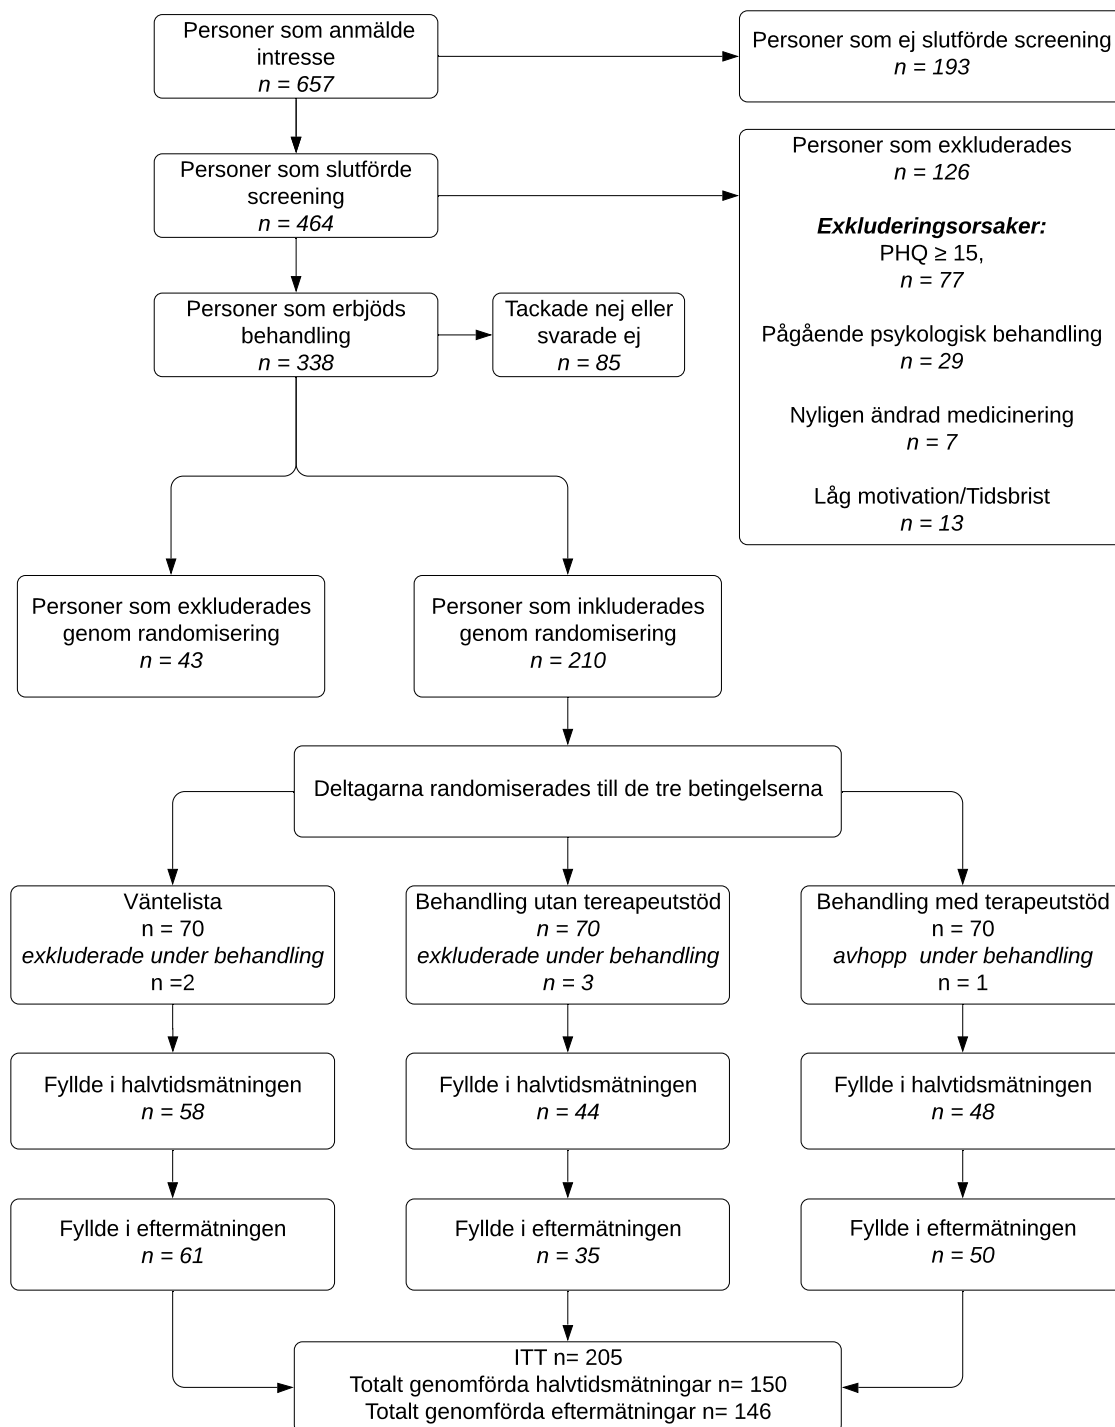 Personer som anmälde
intresse
n = 657
Personer som ej slutförde screening
n = 193
Personer som slutförde
screening
n = 464
Personer som exkluderades
n = 126
Exkluderingsorsaker:
PHQ ≥ 15,
n = 77
Pågående psykologisk behandling
n = 29
Nyligen ändrad medicinering
n = 7
Låg motivation/Tidsbrist
n = 13
Personer som erbjöds
behandling
n = 338
Tackade nej eller
svarade ej
n = 85
Personer som exkluderades
genom randomisering
n = 43
Personer som inkluderades
genom randomisering
n = 210
Deltagarna randomiserades till de tre betingelserna
Väntelista
n = 70
exkluderade under behandling
n =2
Behandling utan tereapeutstöd
n = 70
exkluderade under behandling
n = 3
Behandling med terapeutstöd
n = 70
avhopp  under behandling
n = 1
Fyllde i halvtidsmätningen
n = 58
Fyllde i halvtidsmätningen
n = 44
Fyllde i halvtidsmätningen
n = 48
Fyllde i eftermätningen
n = 61
Fyllde i eftermätningen
n = 35
Fyllde i eftermätningen
n = 50
ITT n= 205
Totalt genomförda halvtidsmätningar n= 150
Totalt genomförda eftermätningar n= 146